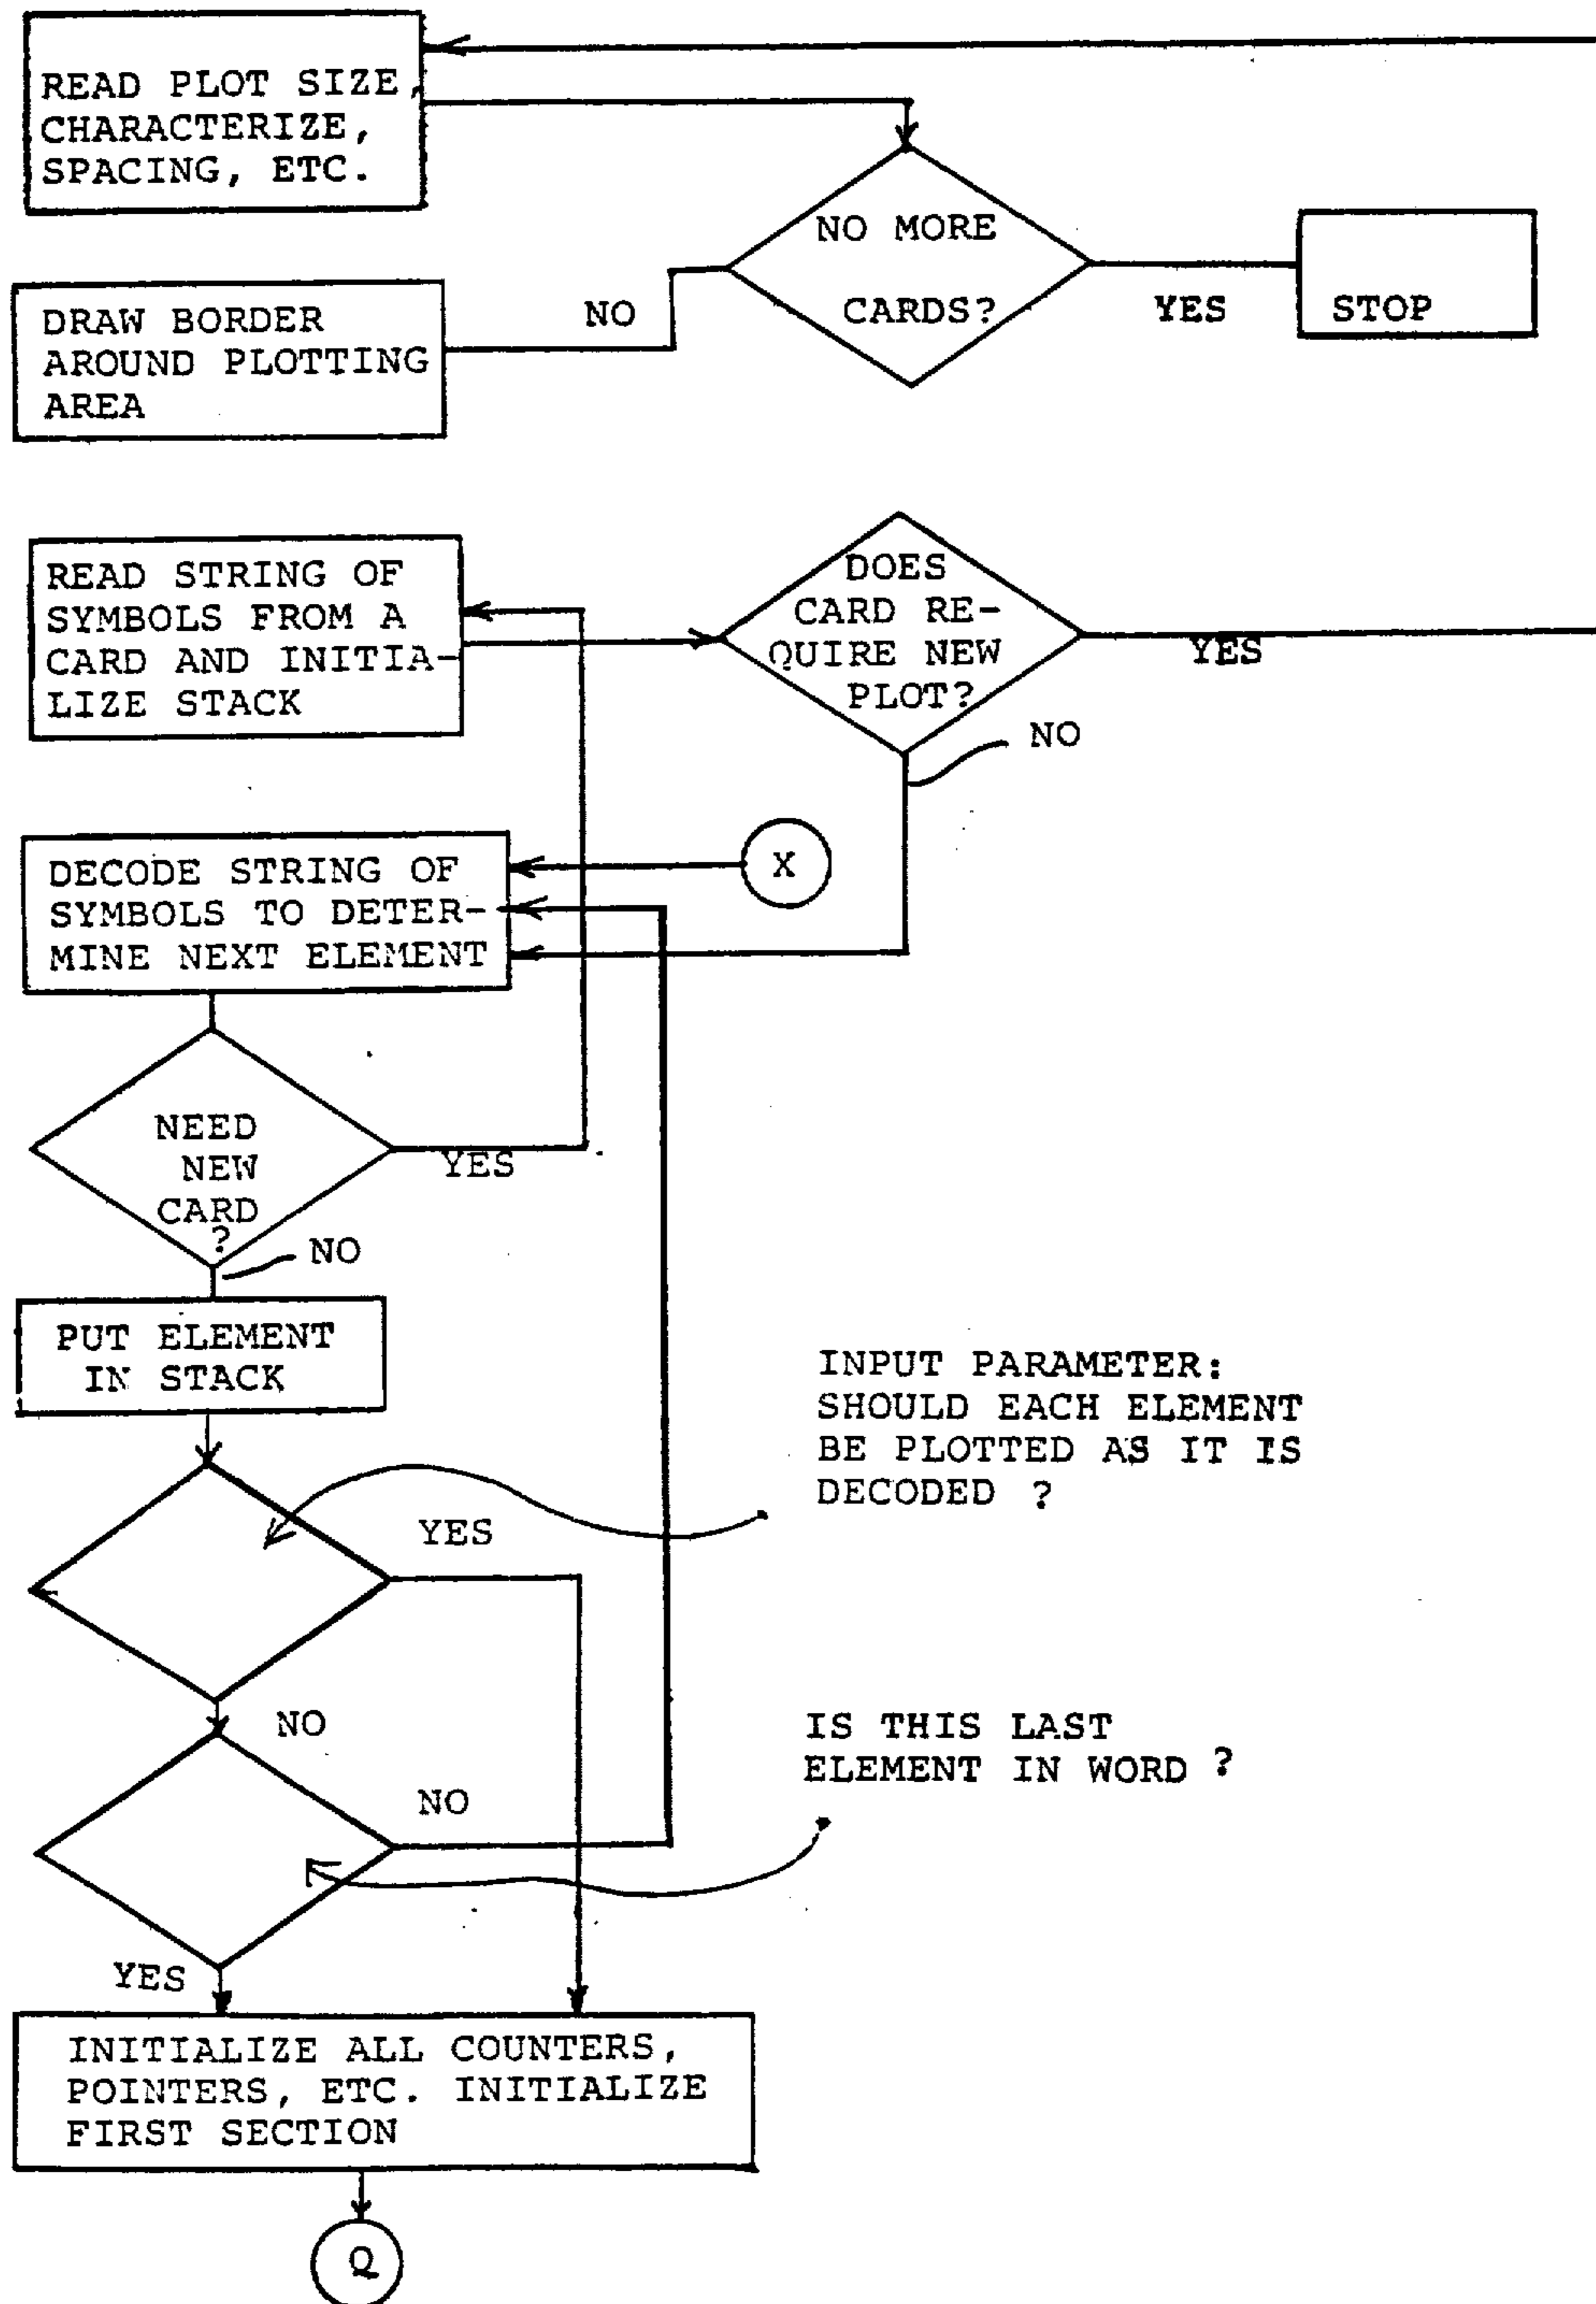 READ PLOT SIZE,
CHARACTERIZE,
SPACING, ETC.
NO MORE
CARDS?
NO
YES
STOP
DRAW BORDER
AROUND PLOTTING
AREA
READ STRING OF
SYMBOLS FROM A
CARD AND INITIA-
LIZE STACK
DOES
CARD RE-
QUIRE NEW
PLOT?
YES
NO
X
DECODE STRING OF
SYMBOLS TO DETER-
MINE NEXT ELEMENT
NEED
NEW
CARD
?
YES
NO
PUT ELEMENT
IN STACK
INPUT PARAMETER:
SHOULD EACH ELEMENT
BE PLOTTED AS IT IS
DECODED ?
YES
NO
IS THIS LAST
ELEMENT IN WORD ?
NO
YES
INITIALIZE ALL COUNTERS,
POINTERS, ETC. INITIALIZE
FIRST SECTION
Q